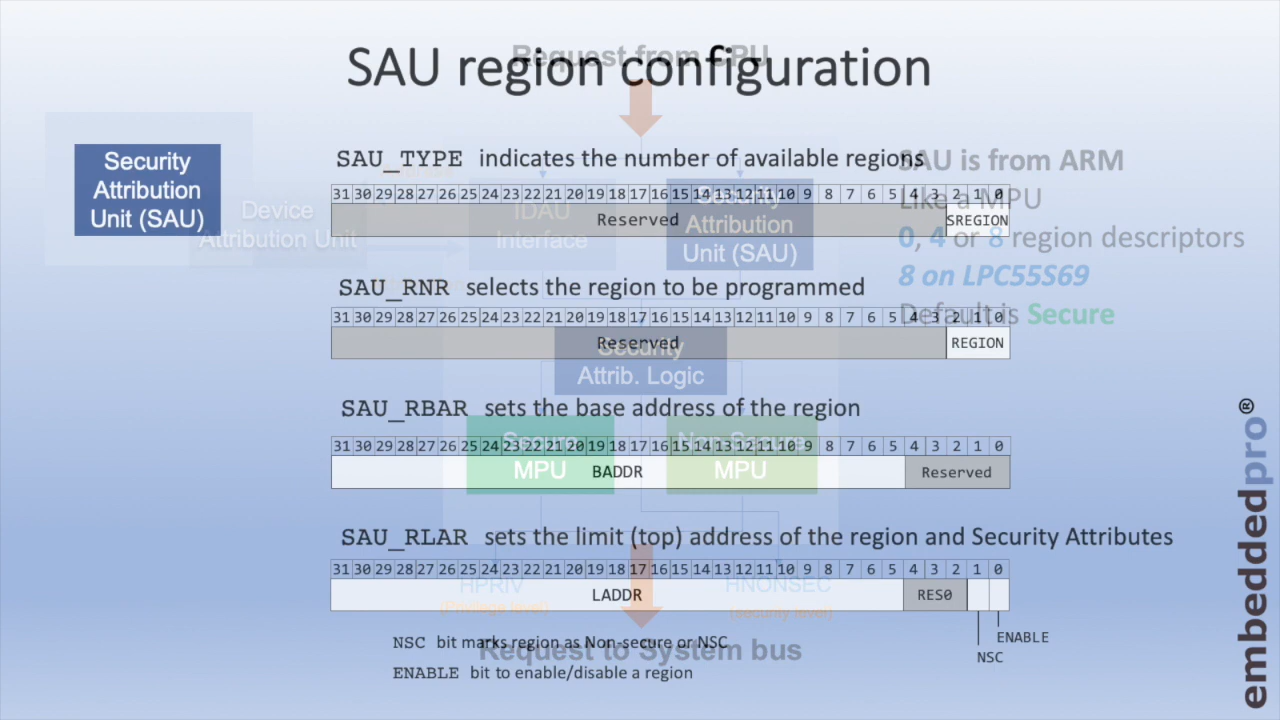 SAU region configuration
Request from CPU
Security
Attribution
Unit (SAU)
Device
Attribution Unit
IDAU
Interface
Security
Attribution
Unit (SAU)
SAU is from ARM
Like a MPU
0, 4 or 8 region descriptors
8 on LPC55S69
Default is Secure
SAU_TYPE indicates the number of available regions
31 30 29 28 27 26 25 24 23 22 21 20 19 18 17 16 15 14 13 12 11 10 9 8 7 6 5 4 3 2 1 0
Reserved SREGION
SAU_RNR selects the region to be programmed
31 30 29 28 27 26 25 24 23 22 21 20 19 18 17 16 15 14 13 12 11 10 9 8 7 6 5 4 3 2 1 0
Reserved REGION
Security
Attrib. Logic
SAU_RBAR sets the base address of the region
31 30 29 28 27 26 25 24 23 22 21 20 19 18 17 16 15 14 13 12 11 10 9 8 7 6 5 4 3 2 1 0
BADDR Reserved
Secure
MPU
Non-Secure
MPU
SAU_RLAR sets the limit (top) address of the region and Security Attributes
31 30 29 28 27 26 25 24 23 22 21 20 19 18 17 16 15 14 13 12 11 10 9 8 7 6 5 4 3 2 1 0
LADDR RES0
HPRIV
(Privilege level)
HNONSEC
(security level)
ENABLE
NSC
NSC bit marks region as Non-secure or NSC
Request to System bus
ENABLE bit to enable/disable a region
embeddedpro®